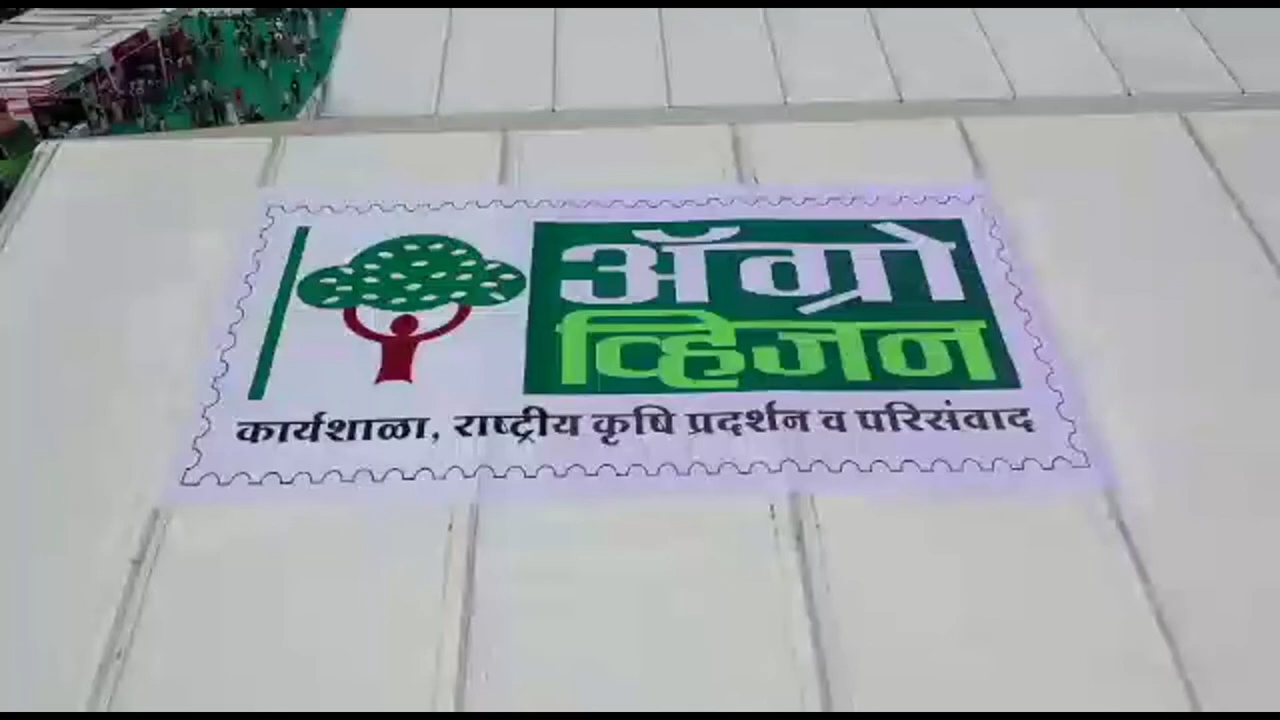 ॲग्रो
व्हिजन
कार्यशाळा, राष्ट्रीय कृषि प्रदर्शन व परिसंवाद